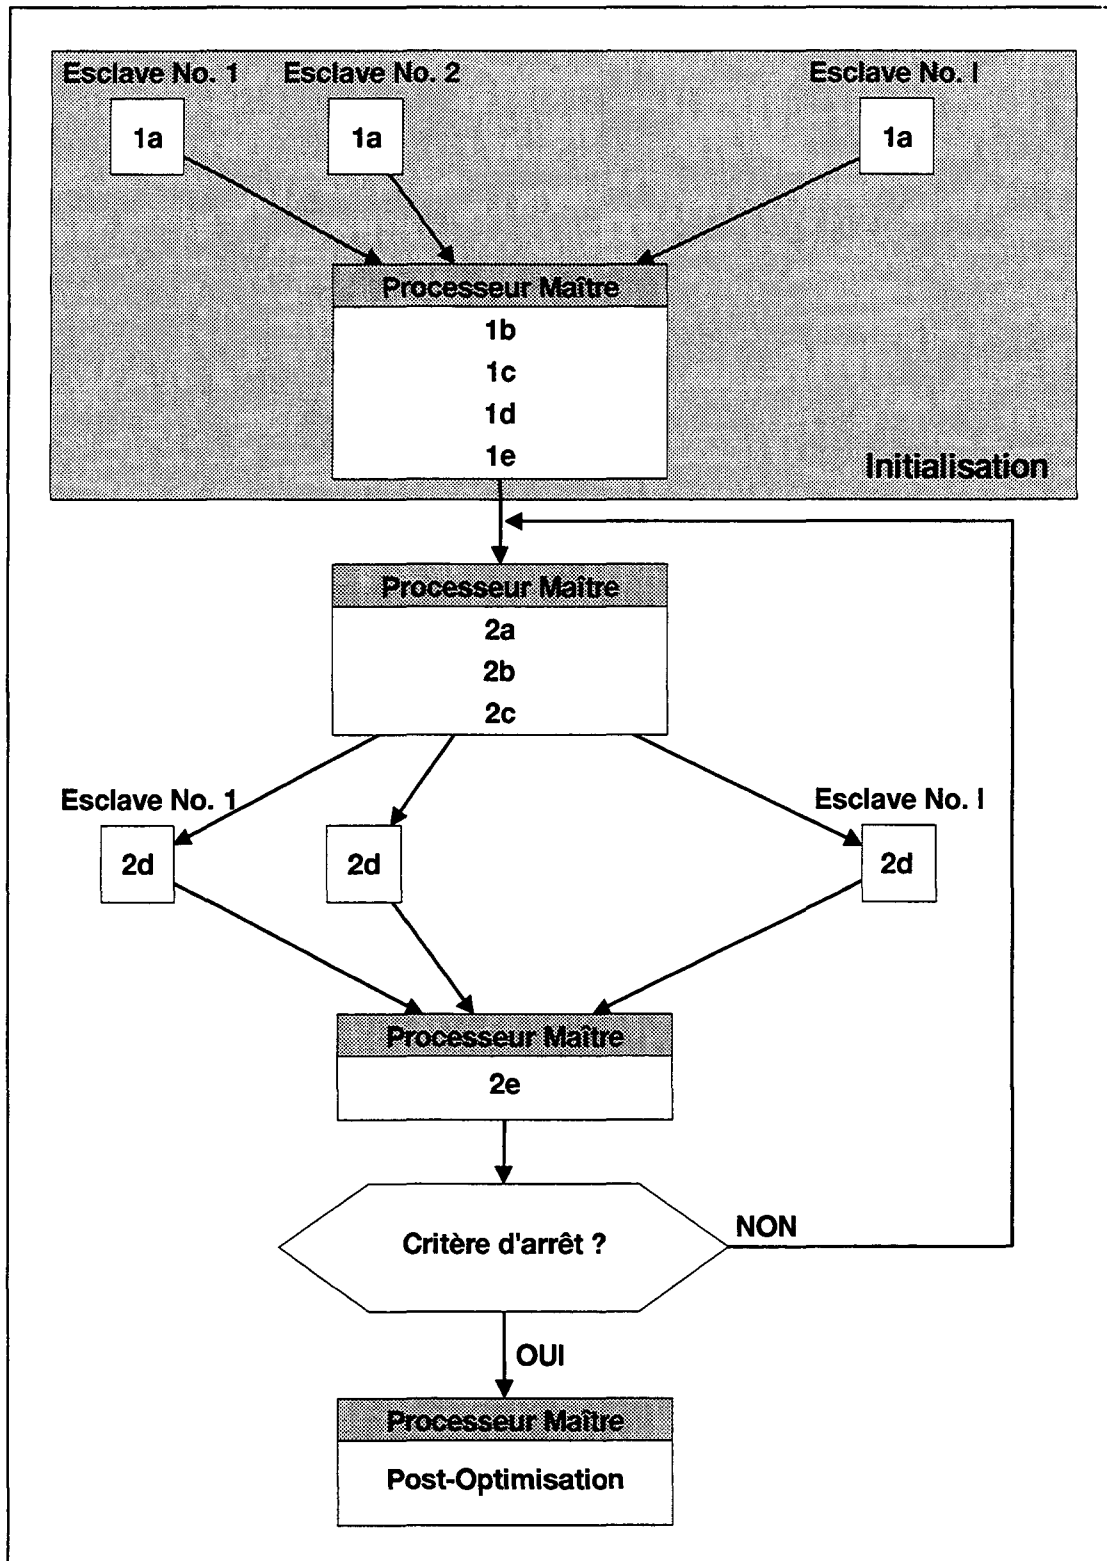 Esclave No. 1 Esclave No. 2 Esclave No. I
1a 1a 1a
Processeur Maître
1b
1c
1d
1e
Initialisation
Processeur Maître
2a
2b
2c
Esclave No. 1 Esclave No. I
2d 2d 2d
Processeur Maître
2e
Critère d'arrêt ?
NON
OUI
Processeur Maître
Post-Optimisation